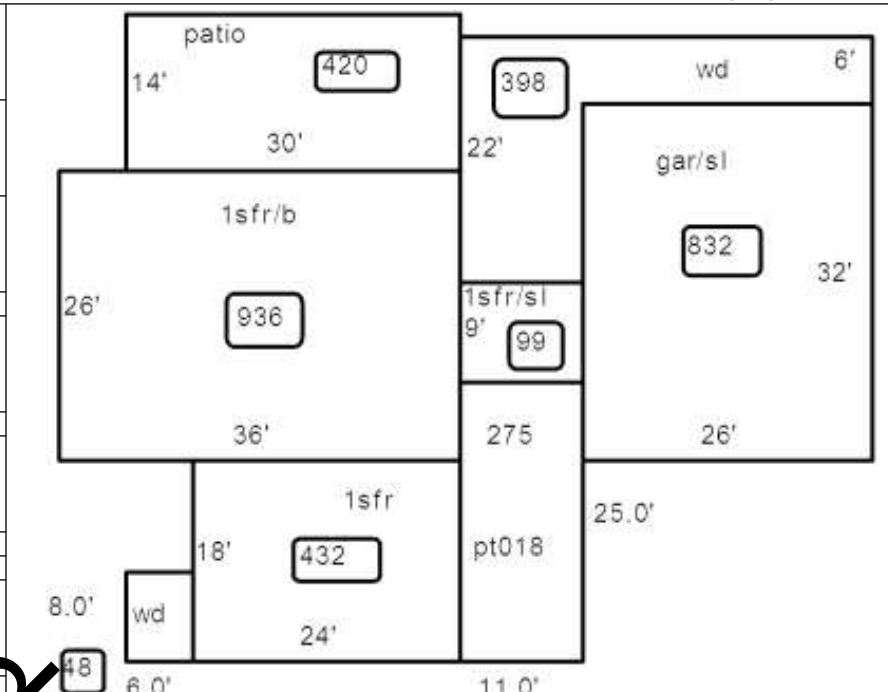 patio
420
14'
30'
398
wd
6'
22'
gar/sl
832
32'
26'
1sfr/b
26'
936
36'
1sfr/sl
9'
99
275
pt018
25.0'
11.0'
1sfr
18'
432
24'
8.0'
wd
48
6.0'